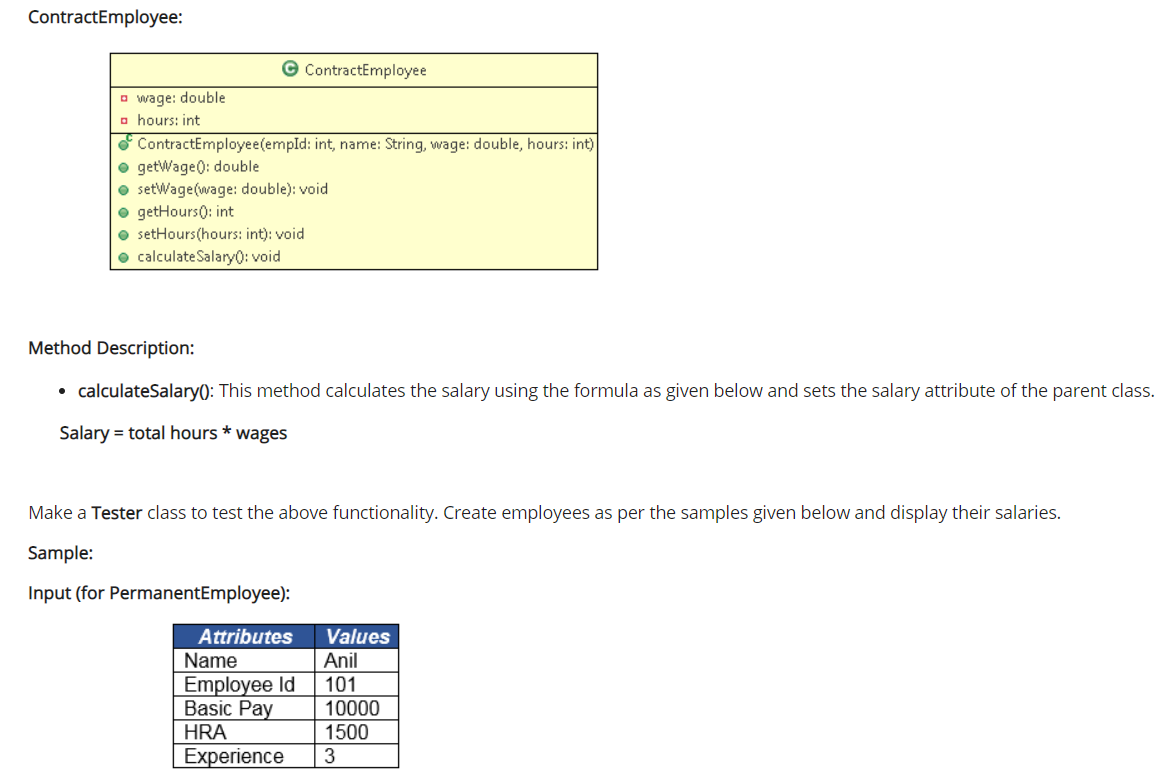 ContractEmployee:
ContractEmployee
wage: double
hours: int
ContractEmployee(empId: int, name: String, wage: double, hours: int)
getWage(): double
setWage(wage: double): void
getHours(): int
setHours(hours: int): void
calculateSalary(): void
Method Description:
• calculateSalary(): This method calculates the salary using the formula as given below and sets the salary attribute of the parent class.
Salary = total hours * wages
Make a Tester class to test the above functionality. Create employees as per the samples given below and display their salaries.
Sample:
Input (for PermanentEmployee):
Attributes Values
Name Anil
Employee Id 101
Basic Pay 10000
HRA 1500
Experience 3